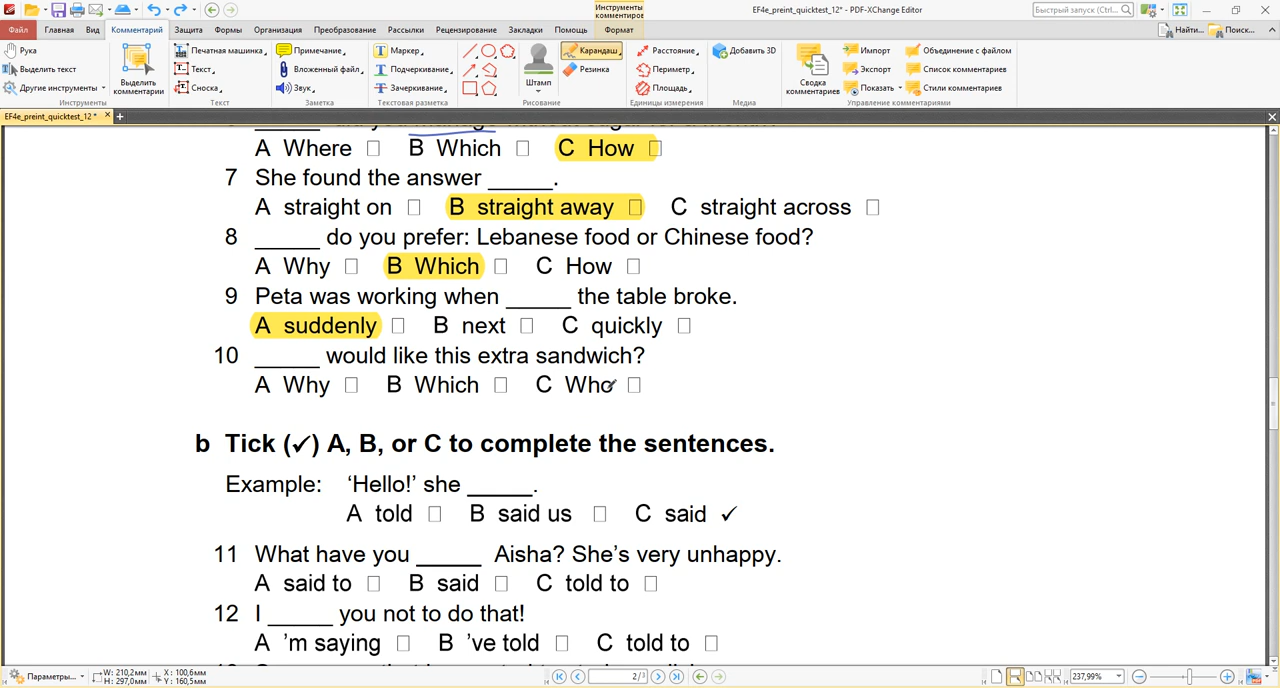 EF4e_preint_quicktest_12* - PDF-XChange Editor
Инструменты комментиров
Быстрый запуск (Ctrl...
Файл Главная Вид Комментарий Защита Формы Организация Преобразование Рассылки Рецензирование Закладки Помощь Формат Найти... Поиск...
Рука
Выделить текст
Другие инструменты
Инструменты
Выделить комментарии
Печатная машинка
Текст
Сноска
Текст
Примечание
Вложенный файл
Звук
Заметка
Маркер
Подчеркивание
Зачеркивание
Текстовая разметка
Штамп
Карандаш
Резинка
Рисование
Расстояние
Периметр
Площадь
Единицы измерения
Добавить 3D
Медиа
Сводка комментариев
Импорт
Экспорт
Показать
Объединение с файлом
Список комментариев
Стили комментариев
Управление комментариями
EF4e_preint_quicktest_12 *
A Where B Which C How
7 She found the answer _____.
A straight on B straight away C straight across
8 _____ do you prefer: Lebanese food or Chinese food?
A Why B Which C How
9 Peta was working when _____ the table broke.
A suddenly B next C quickly
10 _____ would like this extra sandwich?
A Why B Which C Who
b Tick (✓) A, B, or C to complete the sentences.
Example: ‘Hello!’ she _____.
A told B said us C said ✓
11 What have you _____ Aisha? She’s very unhappy.
A said to B said C told to
12 I _____ you not to do that!
A ’m saying B ’ve told C told to
Параметры... W: 210,2мм H: 297,0мм X: 100,6мм Y: 160,5мм 237,99%